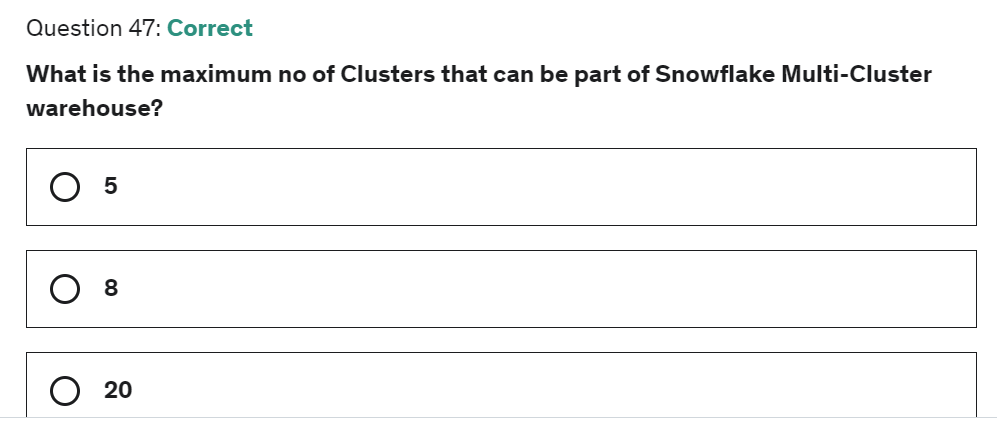 Question 47: Correct
What is the maximum no of Clusters that can be part of Snowflake Multi-Cluster
warehouse?
5
8
20